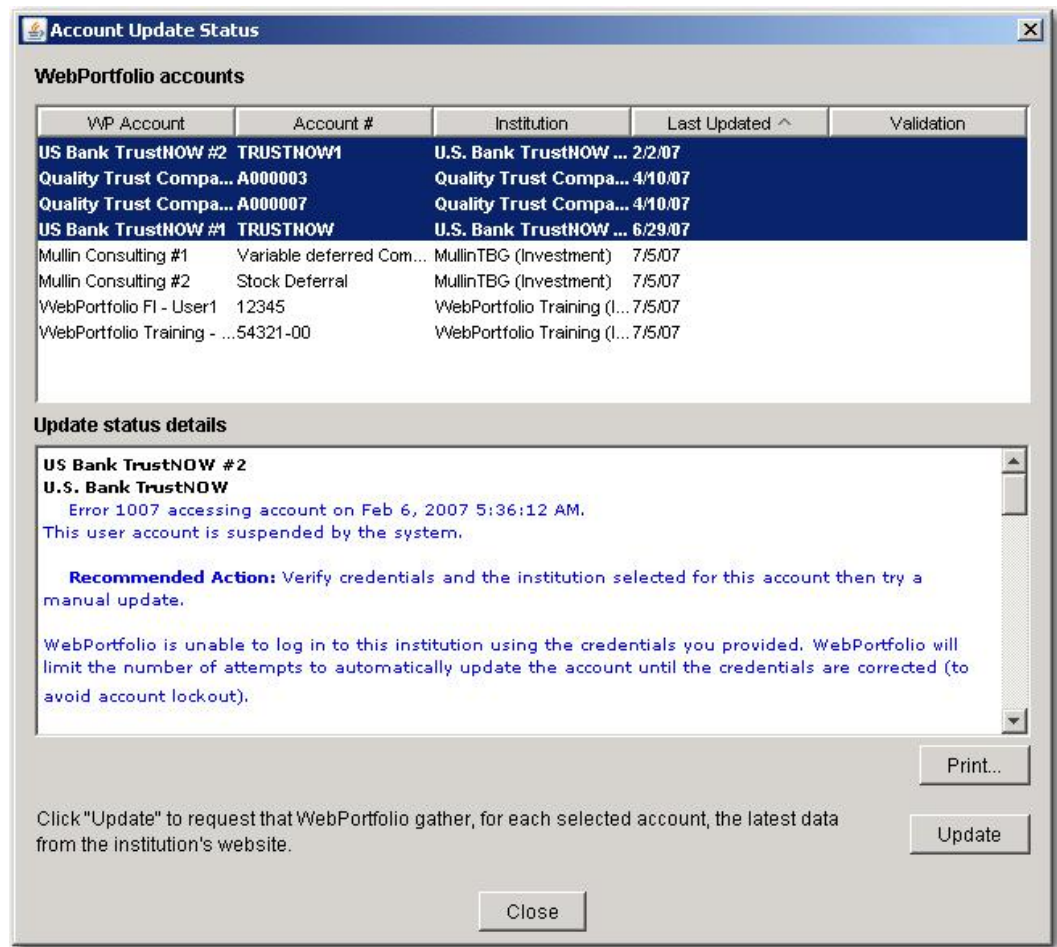 Account Update Status
WebPortfolio accounts
WP Account Account # Institution Last Updated Validation
US Bank TrustNOW #2 TRUSTNOW1 U.S. Bank TrustNOW ... 2/2/07
Quality Trust Compa... A000003 Quality Trust Compa... 4/10/07
Quality Trust Compa... A000007 Quality Trust Compa... 4/10/07
US Bank TrustNOW #1 TRUSTNOW U.S. Bank TrustNOW ... 6/29/07
Mullin Consulting #1 Variable deferred Com... MullinTBG (Investment) 7/5/07
Mullin Consulting #2 Stock Deferral MullinTBG (Investment) 7/5/07
WebPortfolio FI - User1 12345 WebPortfolio Training (I... 7/5/07
WebPortfolio Training - ... 54321-00 WebPortfolio Training (I... 7/5/07
Update status details
US Bank TrustNOW #2
U.S. Bank TrustNOW
Error 1007 accessing account on Feb 6, 2007 5:36:12 AM.
This user account is suspended by the system.
Recommended Action: Verify credentials and the institution selected for this account then try a
manual update.
WebPortfolio is unable to log in to this institution using the credentials you provided. WebPortfolio will
limit the number of attempts to automatically update the account until the credentials are corrected (to
avoid account lockout).
Print...
Click "Update" to request that WebPortfolio gather, for each selected account, the latest data
from the institution's website.
Update
Close